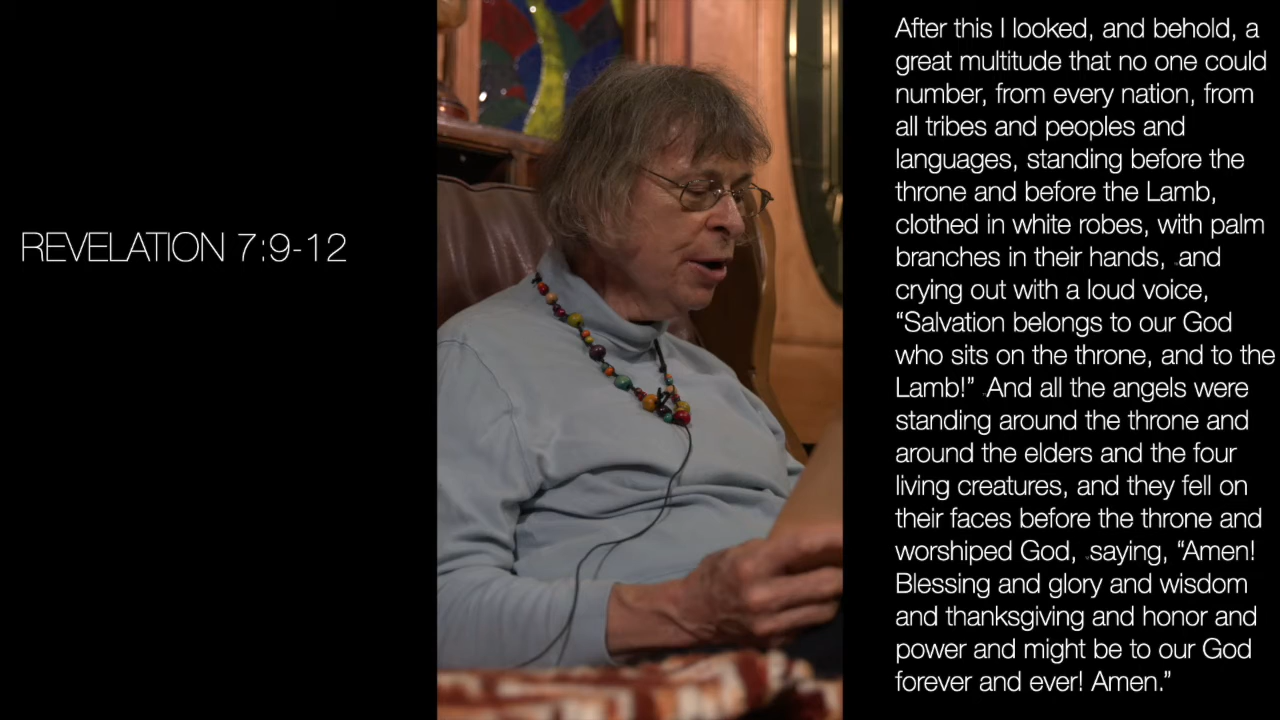 REVELATION 7:9-12
After this I looked, and behold, a
great multitude that no one could
number, from every nation, from
all tribes and peoples and
languages, standing before the
throne and before the Lamb,
clothed in white robes, with palm
branches in their hands, and
crying out with a loud voice,
“Salvation belongs to our God
who sits on the throne, and to the
Lamb!” And all the angels were
standing around the throne and
around the elders and the four
living creatures, and they fell on
their faces before the throne and
worshiped God, saying, “Amen!
Blessing and glory and wisdom
and thanksgiving and honor and
power and might be to our God
forever and ever! Amen.”